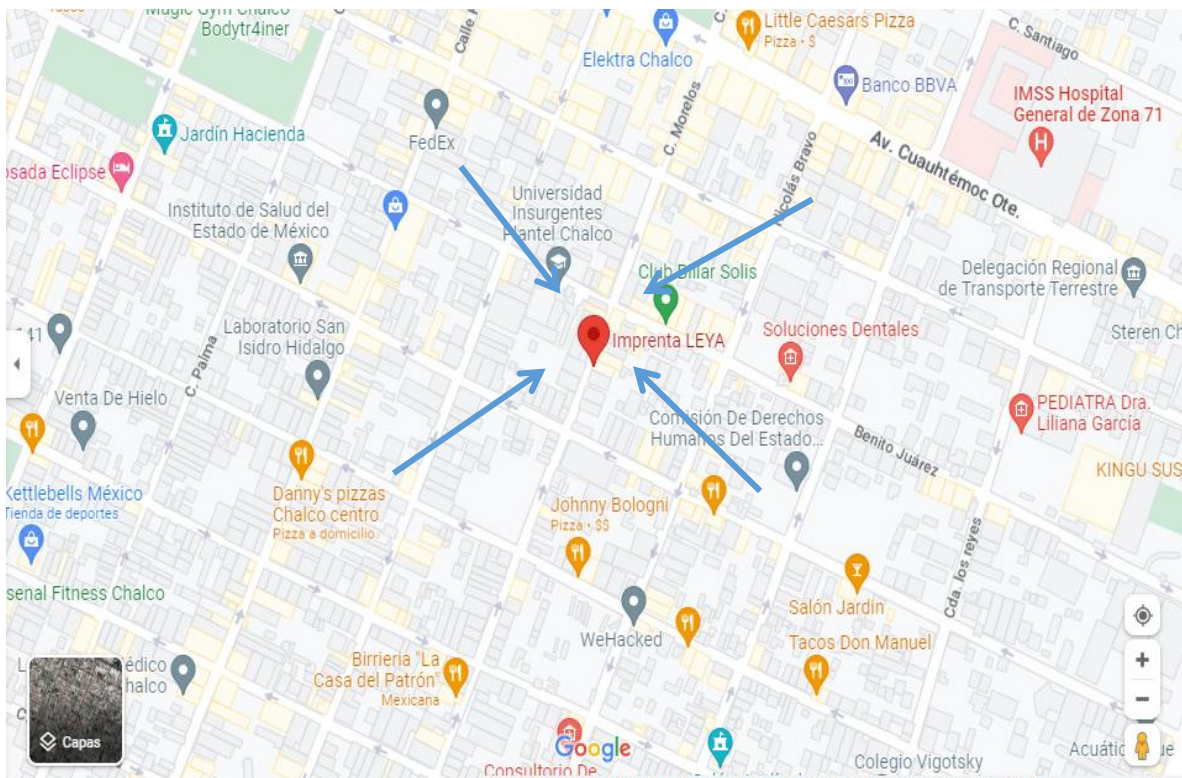 Magic Gym Chalco
Bodytr4iner
Little Caesars Pizza
Pizza • $
C. Santiago
Elektra Chalco
Banco BBVA
IMSS Hospital
General de Zona 71
Jardín Hacienda
FedEx
C. Morelos
Nicolás Bravo
Av. Cuauhtémoc Ote.
osada Eclipse
Instituto de Salud del
Estado de México
Universidad
Insurgentes
Plantel Chalco
Club Billar Solis
Delegación Regional
de Transporte Terrestre
141
Laboratorio San
Isidro Hidalgo
Imprenta LEYA
Soluciones Dentales
Steren Ch
C. Palma
Venta De Hielo
Comisión De Derechos
Humanos Del Estado...
Benito Juárez
PEDIATRA Dra.
Liliana García
KINGU SUS
Kettlebells México
Tienda de deportes
Danny's pizzas
Chalco centro
Pizza a domicilio
Johnny Bologni
Pizza • $$
Cda. los reyes
senal Fitness Chalco
Salón Jardin
WeHacked
Tacos Don Manuel
édico
halco
Birrieria "La
Casa del Patrón"
Mexicana
Capas
Google
Consultorio De
Colegio Vigotsky